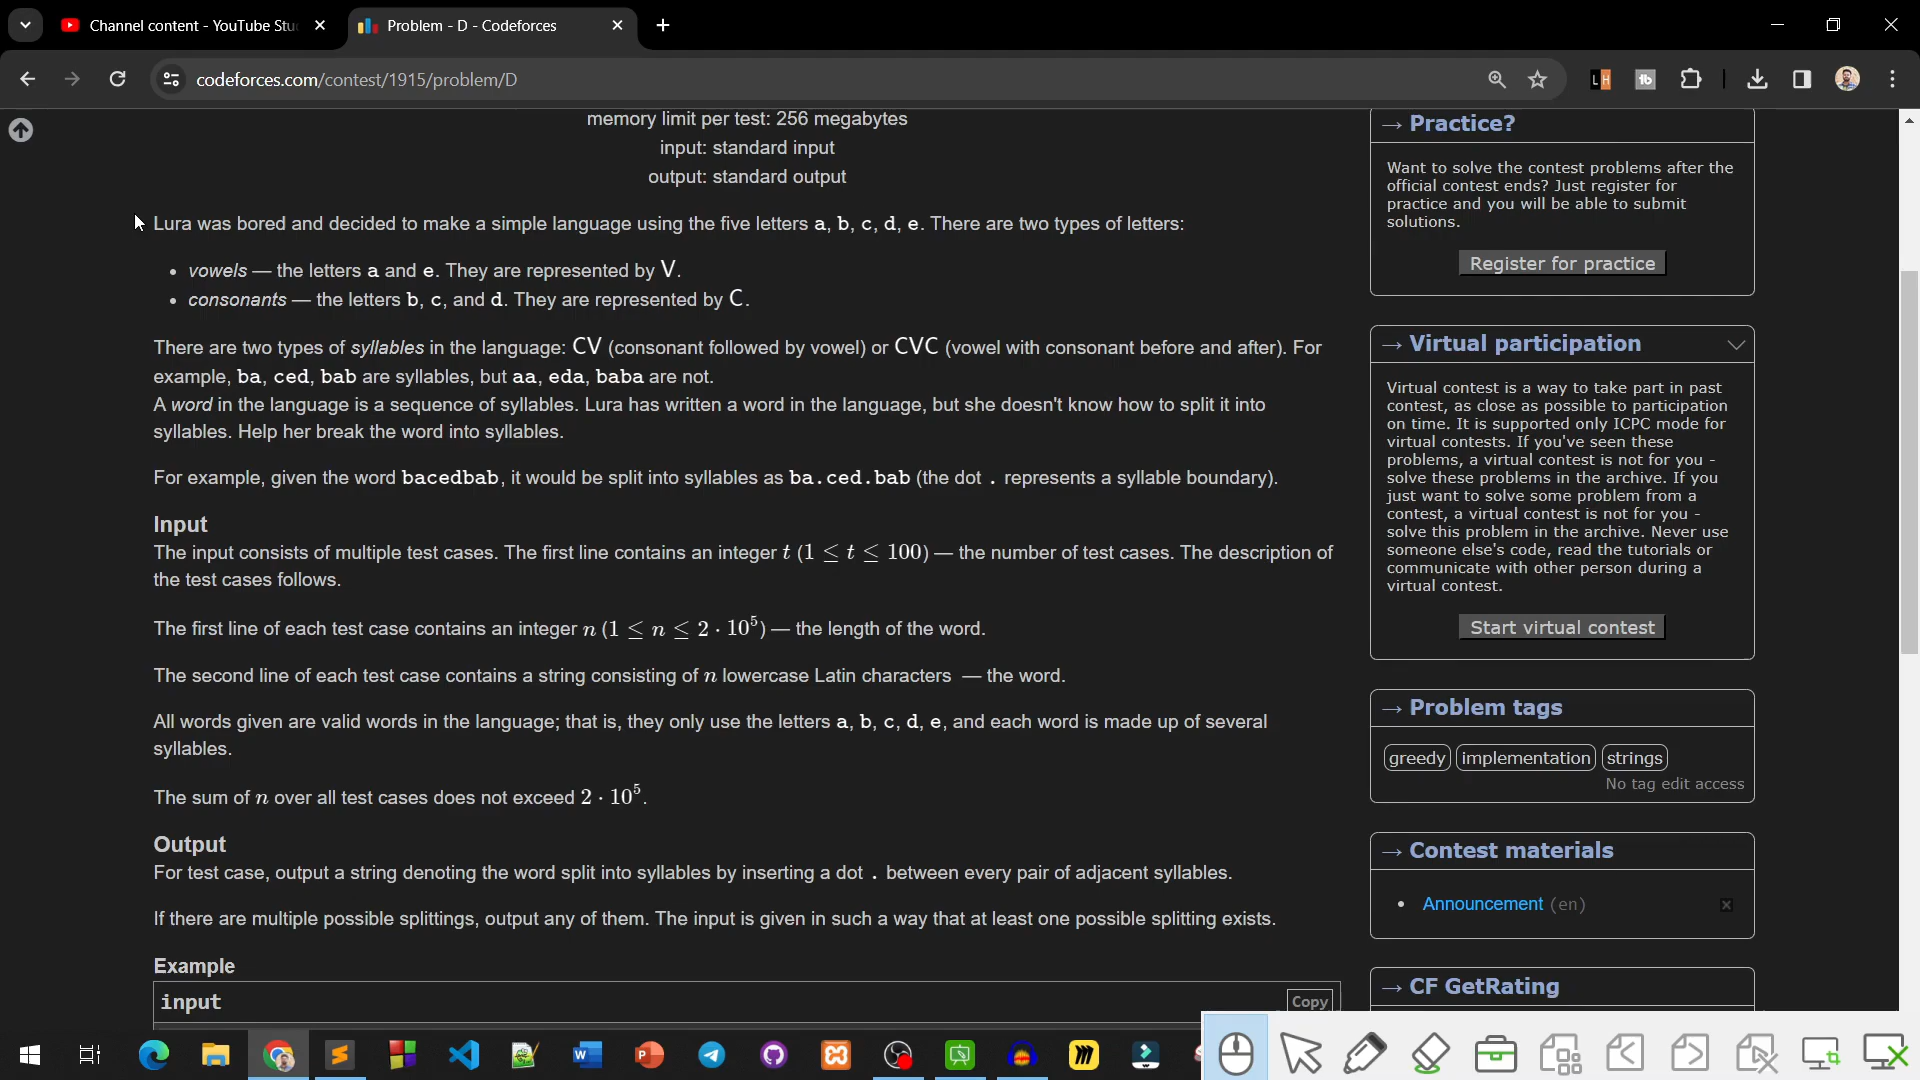 Channel content - YouTube Stu
Problem - D - Codeforces
codeforces.com/contest/1915/problem/D
memory limit per test: 256 megabytes
input: standard input
output: standard output
Lura was bored and decided to make a simple language using the five letters a, b, c, d, e. There are two types of letters:
• vowels — the letters a and e. They are represented by V.
• consonants — the letters b, c, and d. They are represented by C.
There are two types of syllables in the language: CV (consonant followed by vowel) or CVC (vowel with consonant before and after). For
example, ba, ced, bab are syllables, but aa, eda, baba are not.
A word in the language is a sequence of syllables. Lura has written a word in the language, but she doesn't know how to split it into
syllables. Help her break the word into syllables.
For example, given the word bacedbab, it would be split into syllables as ba.ced.bab (the dot . represents a syllable boundary).
Input
The input consists of multiple test cases. The first line contains an integer t (1 ≤ t ≤ 100) — the number of test cases. The description of
the test cases follows.
The first line of each test case contains an integer n (1 ≤ n ≤ 2 · 10^5) — the length of the word.
The second line of each test case contains a string consisting of n lowercase Latin characters — the word.
All words given are valid words in the language; that is, they only use the letters a, b, c, d, e, and each word is made up of several
syllables.
The sum of n over all test cases does not exceed 2 · 10^5.
Output
For test case, output a string denoting the word split into syllables by inserting a dot . between every pair of adjacent syllables.
If there are multiple possible splittings, output any of them. The input is given in such a way that at least one possible splitting exists.
Example
input
Copy
→ Practice?
Want to solve the contest problems after the
official contest ends? Just register for
practice and you will be able to submit
solutions.
Register for practice
→ Virtual participation
Virtual contest is a way to take part in past
contest, as close as possible to participation
on time. It is supported only ICPC mode for
virtual contests. If you've seen these
problems, a virtual contest is not for you -
solve these problems in the archive. If you
just want to solve some problem from a
contest, a virtual contest is not for you -
solve this problem in the archive. Never use
someone else's code, read the tutorials or
communicate with other person during a
virtual contest.
Start virtual contest
→ Problem tags
greedy implementation strings
No tag edit access
→ Contest materials
• Announcement (en)
→ CF GetRating